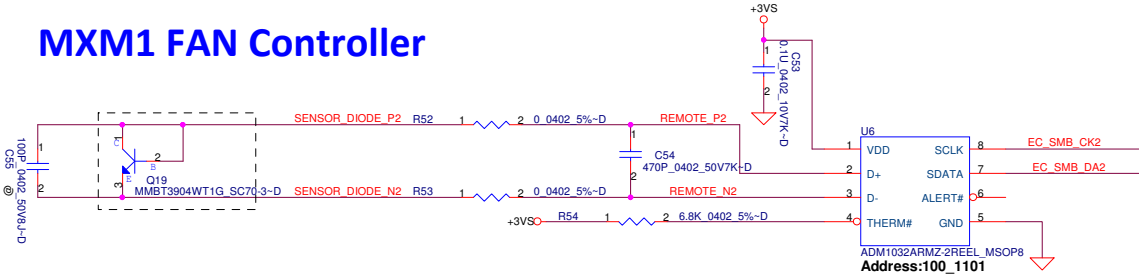 MXM1 FAN Controller
+3VS
1
2
C53
0.1U_0402_10V7K~D
1
2
100P_0402_50V8J~D
C55
@
C
1
2
B
E
3
Q19
MMBT3904WT1G_SC70-3~D
SENSOR_DIODE_P2
R52
1
2
0_0402_5%~D
REMOTE_P2
1
C54
470P_0402_50V7K~D
2
SENSOR_DIODE_N2
R53
1
2
0_0402_5%~D
REMOTE_N2
+3VS
R54
1
2
6.8K_0402_5%~D
U6
1
VDD
SCLK
8
EC_SMB_CK2
2
D+
SDATA
7
EC_SMB_DA2
3
D-
ALERT#
6
4
THERM#
GND
5
ADM1032ARMZ-2REEL_MSOP8
Address:100_1101